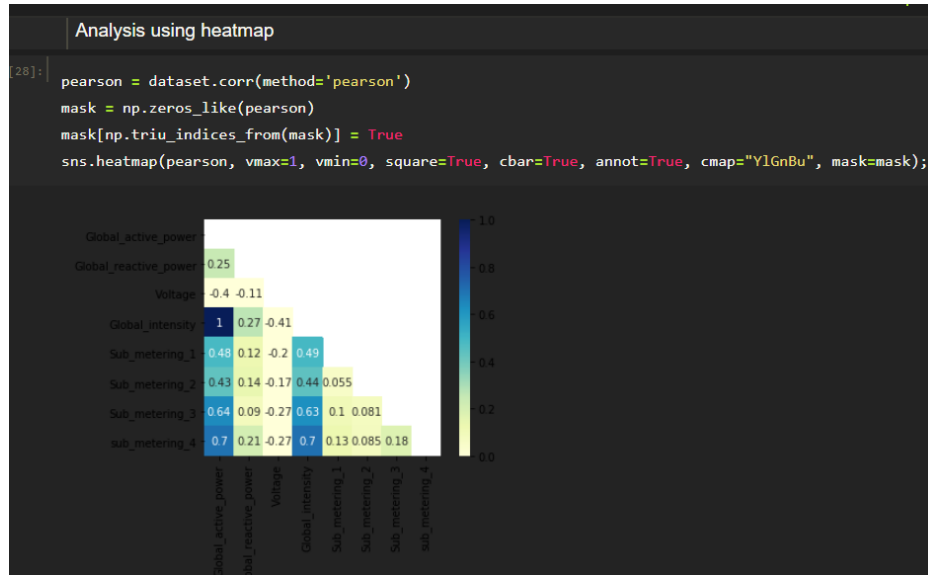 Analysis using heatmap
[28]:
pearson = dataset.corr(method='pearson')
mask = np.zeros_like(pearson)
mask[np.triu_indices_from(mask)] = True
sns.heatmap(pearson, vmax=1, vmin=0, square=True, cbar=True, annot=True, cmap="YlGnBu", mask=mask);
Global_active_power
Global_reactive_power 0.25
Voltage -0.4 -0.11
Global_intensity 1 0.27 -0.41
Sub_metering_1 0.48 0.12 -0.2 0.49
Sub_metering_2 0.43 0.14 -0.17 0.44 0.055
Sub_metering_3 0.64 0.09 -0.27 0.63 0.1 0.081
sub_metering_4 0.7 0.21 -0.27 0.7 0.13 0.085 0.18
Global_active_power
bal_reactive_power
Voltage
Global_intensity
Sub_metering_1
Sub_metering_2
Sub_metering_3
sub_metering_4
1.0
0.8
0.6
0.4
0.2
0.0